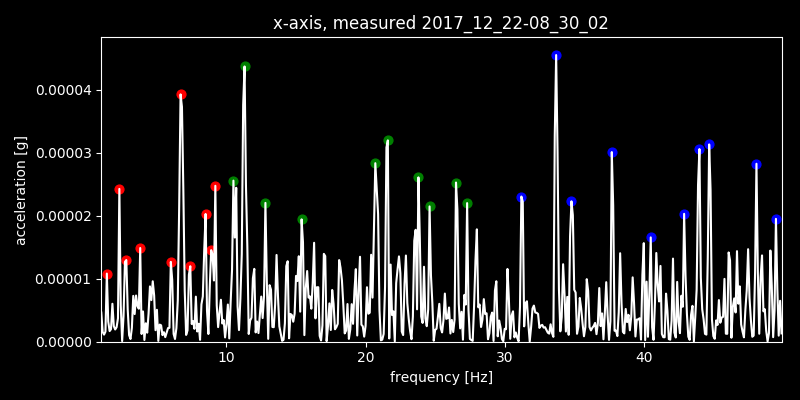 x-axis, measured 2017_12_22-08_30_02
0.00004
0.00003
0.00002
0.00001
0.00000
acceleration [g]
10 20 30 40
frequency [Hz]